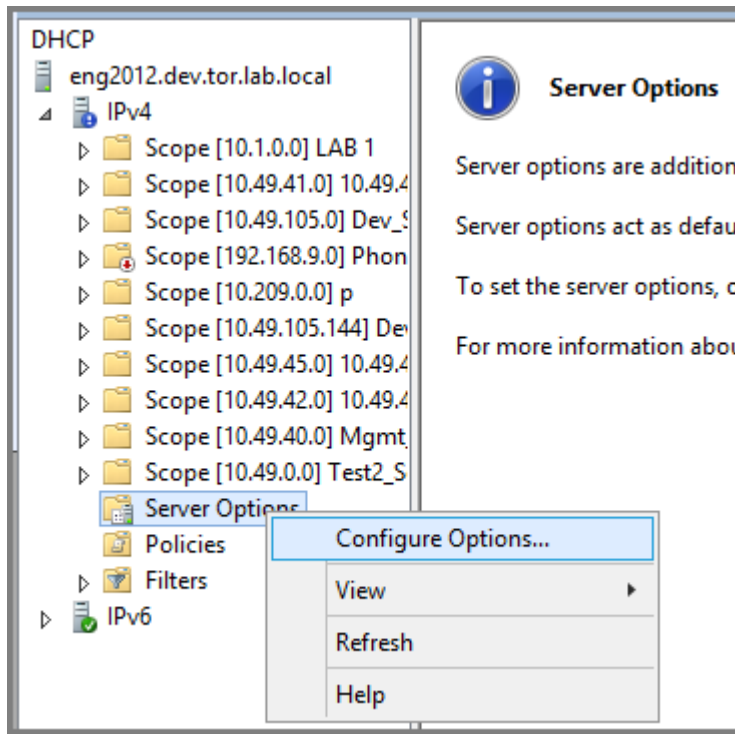 DHCP
eng2012.dev.tor.lab.local
IPv4
Scope [10.1.0.0] LAB 1
Scope [10.49.41.0] 10.49.4
Scope [10.49.105.0] Dev_S
Scope [192.168.9.0] Phon
Scope [10.209.0.0] p
Scope [10.49.105.144] Dev
Scope [10.49.45.0] 10.49.4
Scope [10.49.42.0] 10.49.4
Scope [10.49.40.0] Mgmt_
Scope [10.49.0.0] Test2_S
Server Options
Policies
Filters
IPv6
Configure Options...
View
Refresh
Help
Server Options
Server options are addition
Server options act as defau
To set the server options, c
For more information abou